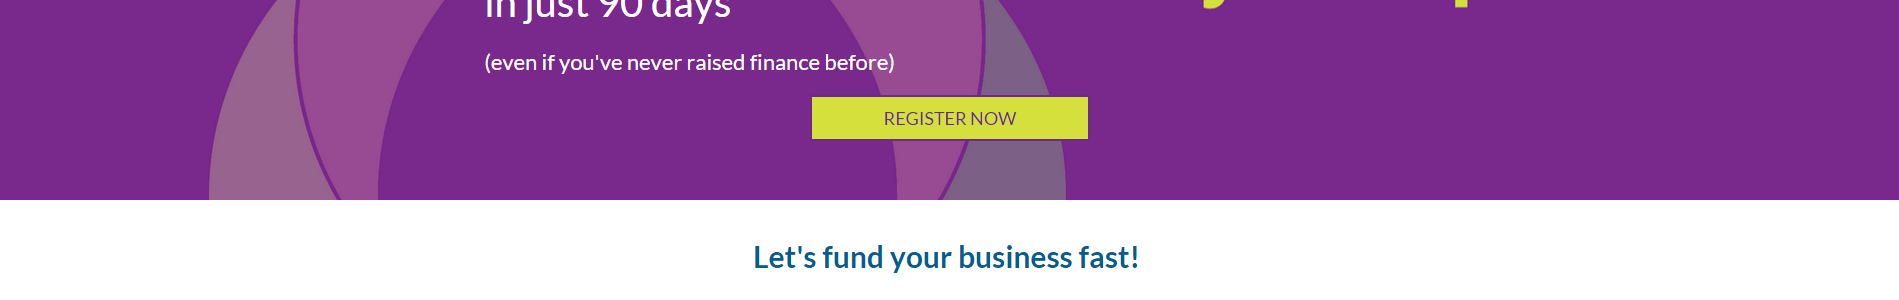 in just 90 days
(even if you've never raised finance before)
REGISTER NOW
Let's fund your business fast!